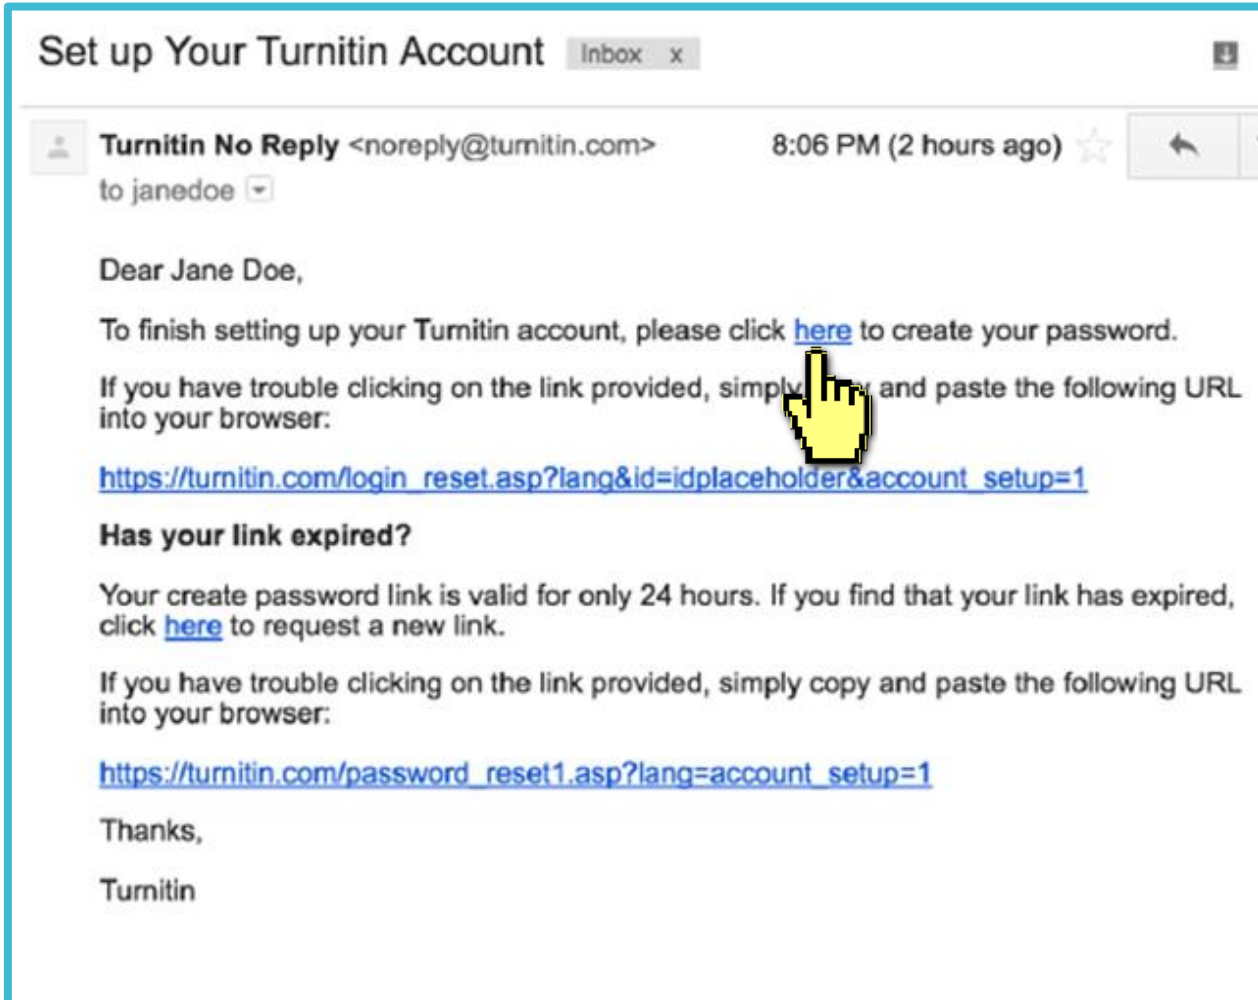 Set up Your Turnitin Account Inbox x
Turnitin No Reply <noreply@turnitin.com> 8:06 PM (2 hours ago)
to janedoe
Dear Jane Doe,
To finish setting up your Turnitin account, please click here to create your password.
If you have trouble clicking on the link provided, simply and paste the following URL
into your browser:
https://turnitin.com/login_reset.asp?lang&id=idplaceholder&account_setup=1
Has your link expired?
Your create password link is valid for only 24 hours. If you find that your link has expired,
click here to request a new link.
If you have trouble clicking on the link provided, simply copy and paste the following URL
into your browser:
https://turnitin.com/password_reset1.asp?lang=account_setup=1
Thanks,
Turnitin